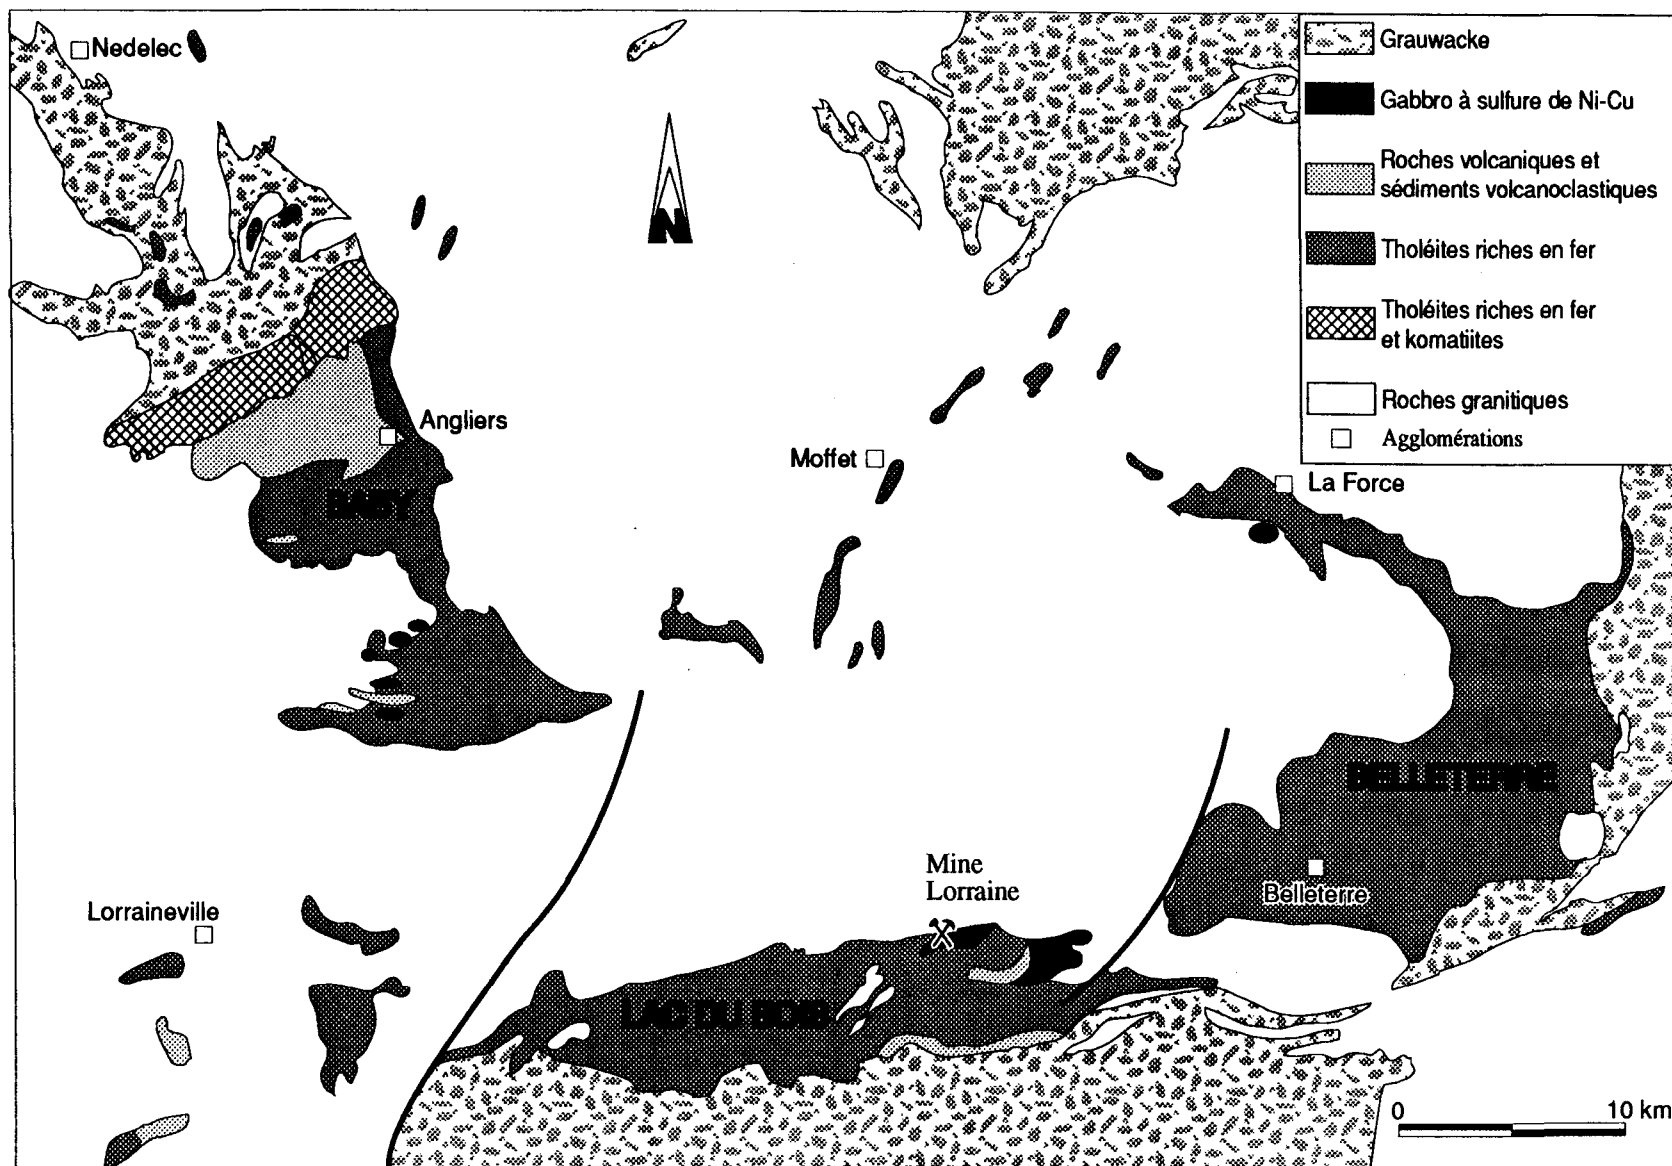 Nedelec
Grauwacke
Gabbro à sulfure de Ni-Cu
Roches volcaniques et
sédiments volcanoclastiques
Tholéites riches en fer
Tholéites riches en fer
et komatiites
Roches granitiques
Agglomérations
N
Angliers
Moffet
La Force
BABY
BELLETERRE
Mine
Lorraine
Belleterre
Lorraineville
LAC DU BOIS
0 10 km